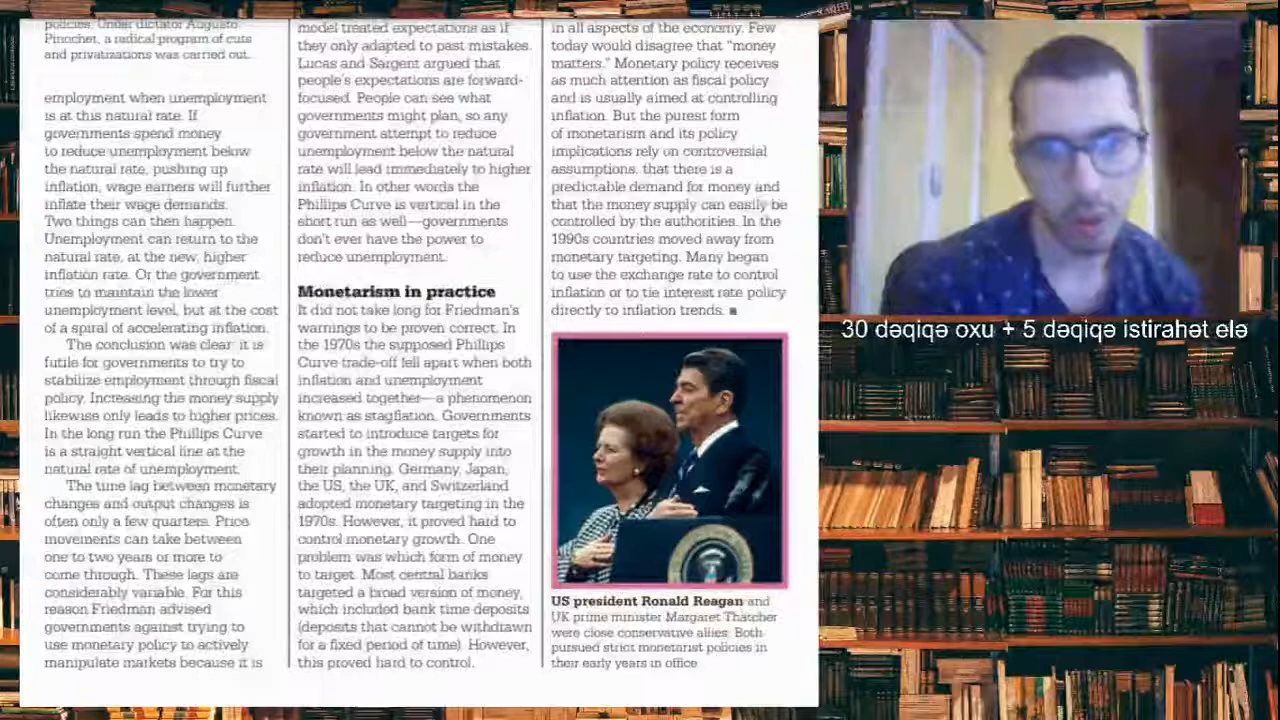 policies. Under dictator Augusto
Pinochet, a radical program of cuts
and privatizations was carried out.
employment when unemployment
is at this natural rate. If
governments spend money
to reduce unemployment below
the natural rate, pushing up
inflation, wage earners will further
inflate their wage demands.
Two things can then happen.
Unemployment can return to the
natural rate, at the new, higher
inflation rate. Or the government
tries to maintain the lower
unemployment level, but at the cost
of a spiral of accelerating inflation.
The conclusion was clear: it is
futile for governments to try to
stabilize employment through fiscal
policy. Increasing the money supply
likewise only leads to higher prices.
In the long run the Phillips Curve
is a straight vertical line at the
natural rate of unemployment.
The time lag between monetary
changes and output changes is
often only a few quarters. Price
movements can take between
one to two years or more to
come through. These lags are
considerably variable. For this
reason Friedman advised
governments against trying to
use monetary policy to actively
manipulate markets because it is
model treated expectations as if
they only adapted to past mistakes.
Lucas and Sargent argued that
people's expectations are forward-
focused. People can see what
governments might plan, so any
government attempt to reduce
unemployment below the natural
rate will lead immediately to higher
inflation. In other words the
Phillips Curve is vertical in the
short run as well—governments
don't ever have the power to
reduce unemployment.
Monetarism in practice
It did not take long for Friedman's
warnings to be proven correct. In
the 1970s the supposed Phillips
Curve trade-off fell apart when both
inflation and unemployment
increased together—a phenomenon
known as stagflation. Governments
started to introduce targets for
growth in the money supply into
their planning. Germany, Japan,
the US, the UK, and Switzerland
adopted monetary targeting in the
1970s. However, it proved hard to
control monetary growth. One
problem was which form of money
to target. Most central banks
targeted a broad version of money,
which included bank time deposits
(deposits that cannot be withdrawn
for a fixed period of time). However,
this proved hard to control.
in all aspects of the economy. Few
today would disagree that "money
matters." Monetary policy receives
as much attention as fiscal policy
and is usually aimed at controlling
inflation. But the purest form
of monetarism and its policy
implications rely on controversial
assumptions: that there is a
predictable demand for money and
that the money supply can easily be
controlled by the authorities. In the
1990s countries moved away from
monetary targeting. Many began
to use the exchange rate to control
inflation or to tie interest rate policy
directly to inflation trends. ■
US president Ronald Reagan and
UK prime minister Margaret Thatcher
were close conservative allies. Both
pursued strict monetarist policies in
their early years in office.
30 dəqiqə oxu + 5 dəqiqə istirahət elə